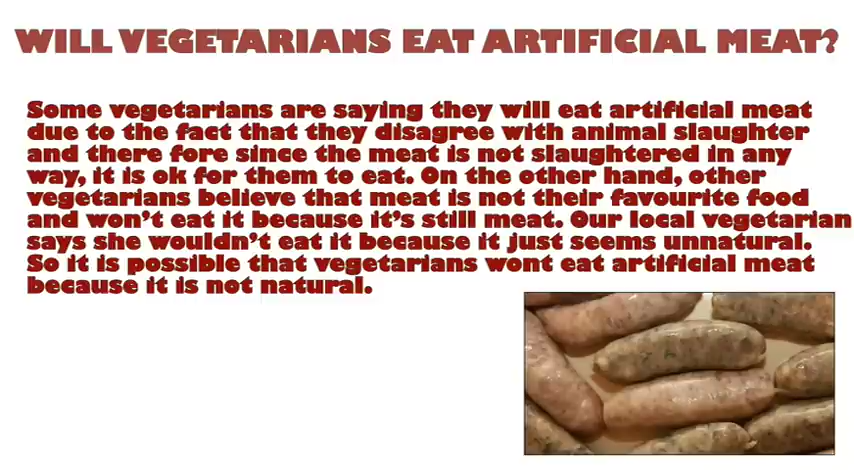 WILL VEGETARIANS EAT ARTIFICIAL MEAT?
Some vegetarians are saying they will eat artificial meat
due to the fact that they disagree with animal slaughter
and there fore since the meat is not slaughtered in any
way, it is ok for them to eat. On the other hand, other
vegetarians believe that meat is not their favourite food
and won't eat it because it's still meat. Our local vegetarian
says she wouldn't eat it because it just seems unnatural.
So it is possible that vegetarians wont eat artificial meat
because it is not natural.